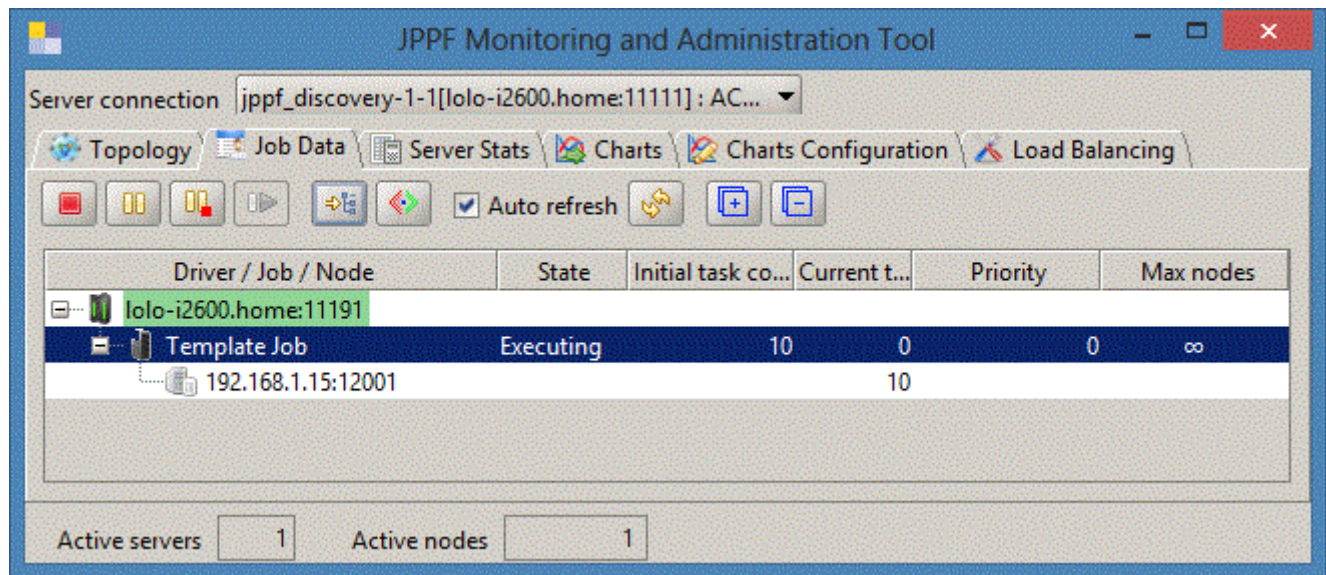 JPPF Monitoring and Administration Tool
Server connection jppf_discovery-1-1[lolo-i2600.home:11111] : AC...
Topology Job Data Server Stats Charts Charts Configuration Load Balancing
Auto refresh
Driver / Job / Node State Initial task co... Current t... Priority Max nodes
lolo-i2600.home:11191
Template Job Executing 10 0 0 ∞
192.168.1.15:12001 10
Active servers 1 Active nodes 1